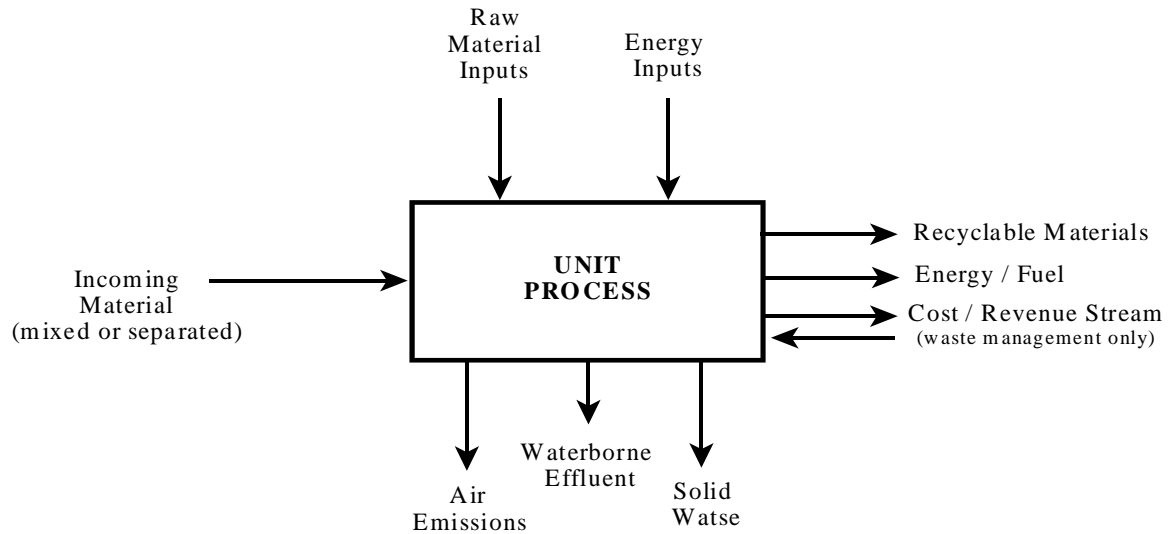 Raw
Material
Inputs
Energy
Inputs
Incoming
Material
(mixed or separated)
UNIT
PROCESS
Recyclable Materials
Energy / Fuel
Cost / Revenue Stream
(waste management only)
Waterborne
Effluent
Air
Emissions
Solid
Watse